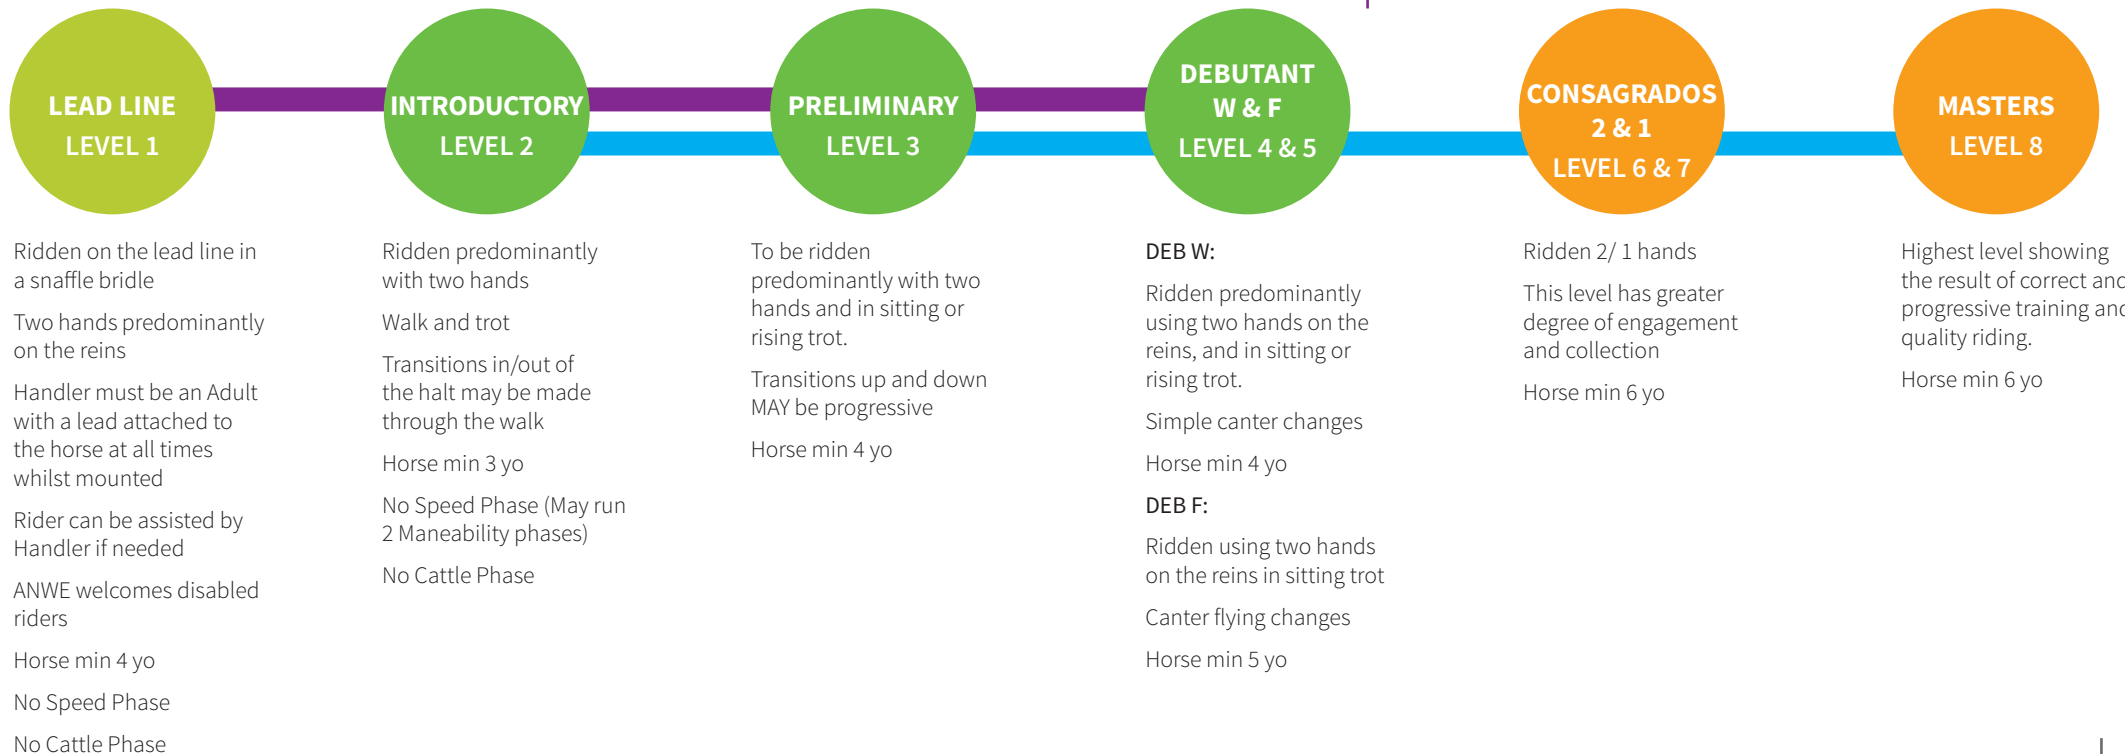 LEAD LINE
LEVEL 1
INTRODUCTORY
LEVEL 2
PRELIMINARY
LEVEL 3
DEBUTANT
W & F
LEVEL 4 & 5
CONSAGRADOS
2 & 1
LEVEL 6 & 7
MASTERS
LEVEL 8
Ridden on the lead line in
a snaffle bridle
Two hands predominantly
on the reins
Handler must be an Adult
with a lead attached to
the horse at all times
whilst mounted
Rider can be assisted by
Handler if needed
ANWE welcomes disabled
riders
Horse min 4 yo
No Speed Phase
No Cattle Phase
Ridden predominantly
with two hands
Walk and trot
Transitions in/out of
the halt may be made
through the walk
Horse min 3 yo
No Speed Phase (May run
2 Maneability phases)
No Cattle Phase
To be ridden
predominantly with two
hands and in sitting or
rising trot.
Transitions up and down
MAY be progressive
Horse min 4 yo
DEB W:
Ridden predominantly
using two hands on the
reins, and in sitting or
rising trot.
Simple canter changes
Horse min 4 yo
DEB F:
Ridden using two hands
on the reins in sitting trot
Canter flying changes
Horse min 5 yo
Ridden 2/ 1 hands
This level has greater
degree of engagement
and collection
Horse min 6 yo
Highest level showing
the result of correct and
progressive training and
quality riding.
Horse min 6 yo